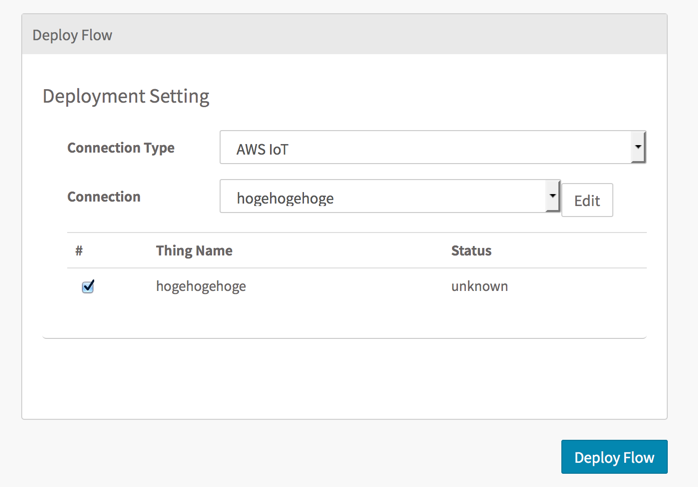 Deploy Flow
Deployment Setting
Connection Type AWS IoT
Connection hogehogehoge Edit
# Thing Name Status
hogehogehoge unknown
Deploy Flow